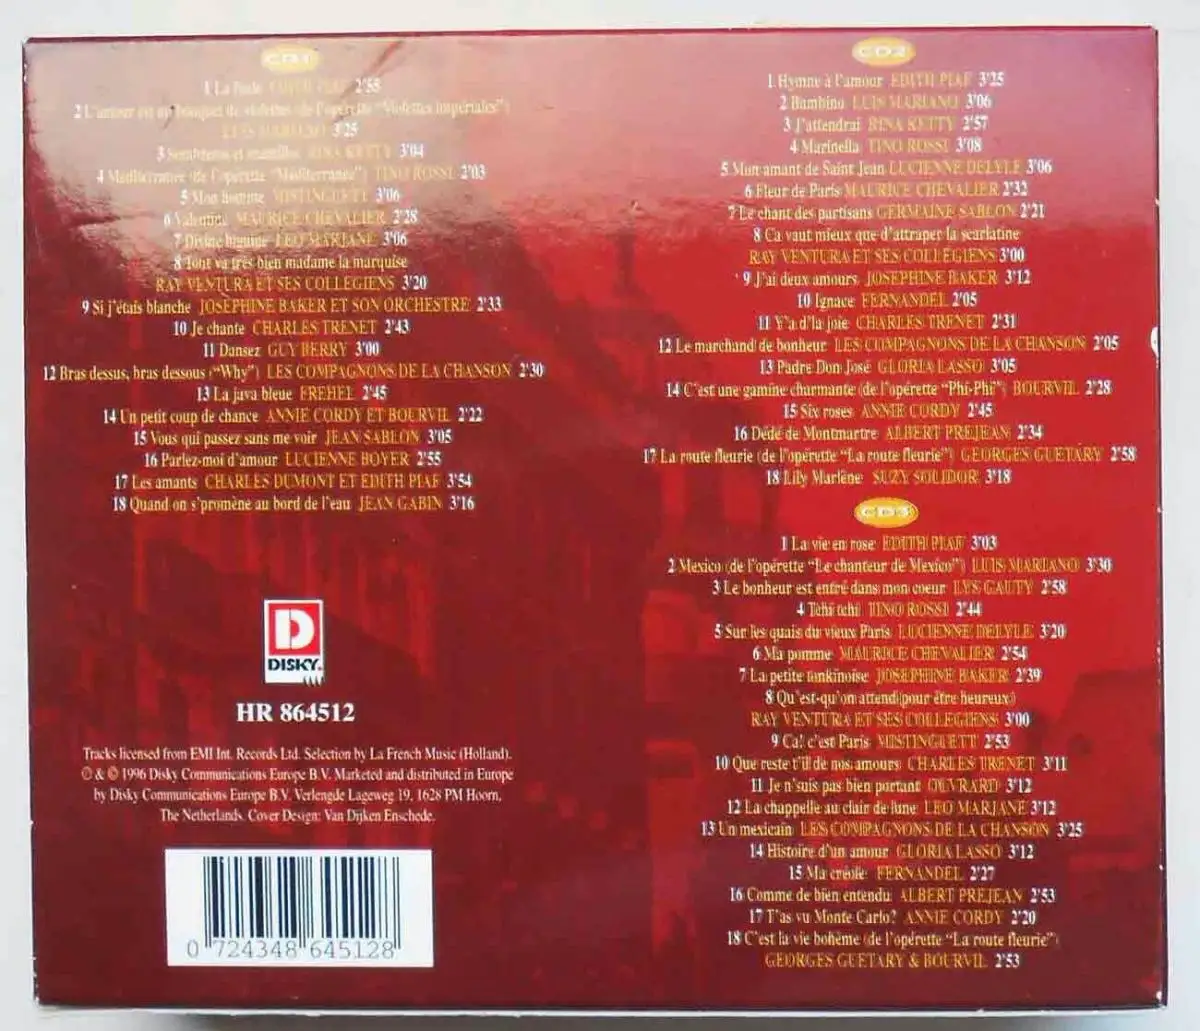 CD1
1 La foule EDITH PIAF 2'55
2 L'amour est un bouquet de violettes (de l'opérette "Violettes Impériales")
LUIS MARIANO 3'25
3 Sombreros et mantilles RINA KETTY 3'04
4 Méditerranée (de l'opérette "Méditerranée") TINO ROSSI 2'03
5 Mon homme MISTINGUETT 3'06
6 Valentine MAURICE CHEVALIER 2'28
7 Divine biguine LEO MARJANE 3'06
8 Tout va très bien madame la marquise
RAY VENTURA ET SES COLLEGIENS 3'20
9 Si j'étais blanche JOSEPHINE BAKER ET SON ORCHESTRE 2'33
10 Je chante CHARLES TRENET 2'43
11 Dansez GUY BERRY 3'00
12 Bras dessus, bras dessous ("Why") LES COMPAGNONS DE LA CHANSON 2'30
13 La java bleue FREHEL 2'45
14 Un petit coup de chance ANNIE CORDY ET BOURVIL 2'22
15 Vous qui passez sans me voir JEAN SABLON 3'05
16 Parlez-moi d'amour LUCIENNE BOYER 2'55
17 Les amants CHARLES DUMONT ET EDITH PIAF 3'54
18 Quand on s'promène au bord de l'eau JEAN GABIN 3'16
D
DISKY
HR 864512
Tracks licensed from EMI Int. Records Ltd. Selection by La French Music (Holland).
℗ & © 1996 Disky Communications Europe B.V. Marketed and distributed in Europe
by Disky Communications Europe B.V. Verlengde Lageweg 19, 1628 PM Hoorn,
The Netherlands. Cover Design: Van Dijken Enschede.
0 724348 645128
CD2
1 Hymne à l'amour EDITH PIAF 3'25
2 Bambino LUIS MARIANO 3'06
3 J'attendrai RINA KETTY 2'57
4 Marinella TINO ROSSI 3'08
5 Mon amant de Saint Jean LUCIENNE DELYLE 3'06
6 Fleur de Paris MAURICE CHEVALIER 2'32
7 Le chant des partisans GERMAINE SABLON 2'21
8 Ca vaut mieux que d'attraper la scarlatine
RAY VENTURA ET SES COLLEGIENS 3'00
9 J'ai deux amours JOSEPHINE BAKER 3'12
10 Ignace FERNANDEL 2'05
11 Y'a d'la joie CHARLES TRENET 2'31
12 Le marchand de bonheur LES COMPAGNONS DE LA CHANSON 2'05
13 Padre Don José GLORIA LASSO 3'05
14 C'est une gamine charmante (de l'opérette "Phi-Phi") BOURVIL 2'28
15 Six roses ANNIE CORDY 2'45
16 Dédé de Montmartre ALBERT PREJEAN 2'34
17 La route fleurie (de l'opérette "La route fleurie") GEORGES GUETARY 2'58
18 Lily Marlène SUZY SOLIDOR 3'18
CD3
1 La vie en rose EDITH PIAF 3'03
2 Mexico (de l'opérette "Le chanteur de Mexico") LUIS MARIANO 3'30
3 Le bonheur est entré dans mon coeur LYS GAUTY 2'58
4 Tchi tchi TINO ROSSI 2'44
5 Sur les quais du vieux Paris LUCIENNE DELYLE 3'20
6 Ma pomme MAURICE CHEVALIER 2'54
7 La petite tonkinoise JOSEPHINE BAKER 2'39
8 Qu'est-qu'on attend(pour être heureux)
RAY VENTURA ET SES COLLEGIENS 3'00
9 Ca! c'est Paris MISTINGUETT 2'53
10 Que reste t'il de nos amours CHARLES TRENET 3'11
11 Je n'suis pas bien portant OUVRARD 3'12
12 La chappelle au clair de lune LEO MARJANE 3'12
13 Un mexicain LES COMPAGNONS DE LA CHANSON 3'25
14 Histoire d'un amour GLORIA LASSO 3'12
15 Ma créole FERNANDEL 2'27
16 Comme de bien entendu ALBERT PREJEAN 2'53
17 T'as vu Monte Carlo? ANNIE CORDY 2'20
18 C'est la vie bohème (de l'opérette "La route fleurie")
GEORGES GUETARY & BOURVIL 2'53